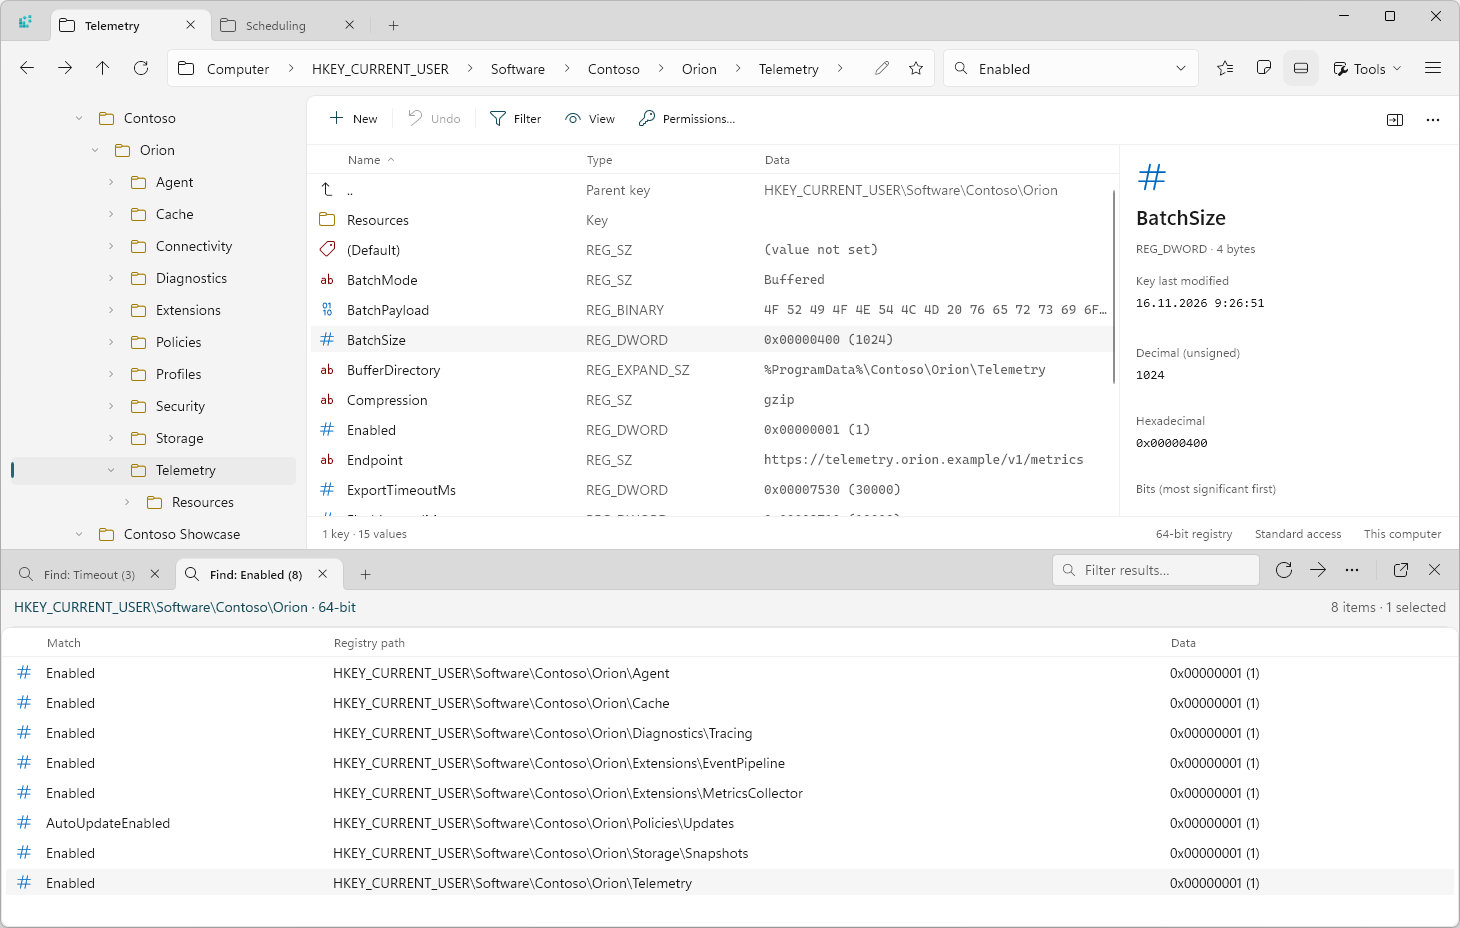 Telemetry
Scheduling
Computer > HKEY_CURRENT_USER > Software > Contoso > Orion > Telemetry >
Enabled
Tools
Contoso
Orion
Agent
Cache
Connectivity
Diagnostics
Extensions
Policies
Profiles
Security
Storage
Telemetry
Resources
Contoso Showcase
New Undo Filter View Permissions...
Name Type Data
.. Parent key HKEY_CURRENT_USER\Software\Contoso\Orion
Resources Key
(Default) REG_SZ (value not set)
ab BatchMode REG_SZ Buffered
01 10 BatchPayload REG_BINARY 4F 52 49 4F 4E 54 4C 4D 20 76 65 72 73 69 6F...
# BatchSize REG_DWORD 0x00000400 (1024)
ab BufferDirectory REG_EXPAND_SZ %ProgramData%\Contoso\Orion\Telemetry
ab Compression REG_SZ gzip
# Enabled REG_DWORD 0x00000001 (1)
ab Endpoint REG_SZ https://telemetry.orion.example/v1/metrics
# ExportTimeoutMs REG_DWORD 0x00007530 (30000)
1 key · 15 values
#
BatchSize
REG_DWORD · 4 bytes
Key last modified
16.11.2026 9:26:51
Decimal (unsigned)
1024
Hexadecimal
0x00000400
Bits (most significant first)
64-bit registry Standard access This computer
Find: Timeout (3)
Find: Enabled (8)
Filter results...
HKEY_CURRENT_USER\Software\Contoso\Orion · 64-bit
8 items · 1 selected
Match Registry path Data
# Enabled HKEY_CURRENT_USER\Software\Contoso\Orion\Agent 0x00000001 (1)
# Enabled HKEY_CURRENT_USER\Software\Contoso\Orion\Cache 0x00000001 (1)
# Enabled HKEY_CURRENT_USER\Software\Contoso\Orion\Diagnostics\Tracing 0x00000001 (1)
# Enabled HKEY_CURRENT_USER\Software\Contoso\Orion\Extensions\EventPipeline 0x00000001 (1)
# Enabled HKEY_CURRENT_USER\Software\Contoso\Orion\Extensions\MetricsCollector 0x00000001 (1)
# AutoUpdateEnabled HKEY_CURRENT_USER\Software\Contoso\Orion\Policies\Updates 0x00000001 (1)
# Enabled HKEY_CURRENT_USER\Software\Contoso\Orion\Storage\Snapshots 0x00000001 (1)
# Enabled HKEY_CURRENT_USER\Software\Contoso\Orion\Telemetry 0x00000001 (1)